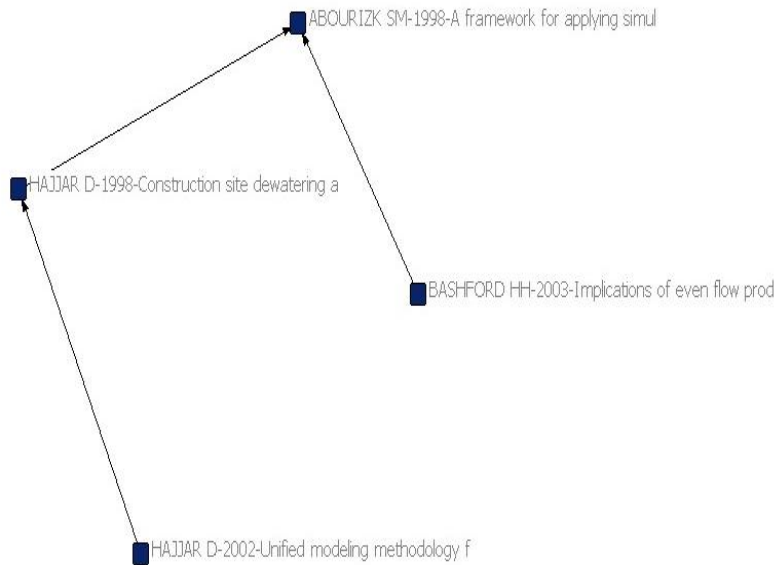 ABOURIZK SM-1998-A framework for applying simul
HAJJAR D-1998-Construction site dewatering a
BASHFORD HH-2003-Implications of even flow prod
HAJJAR D-2002-Unified modeling methodology f